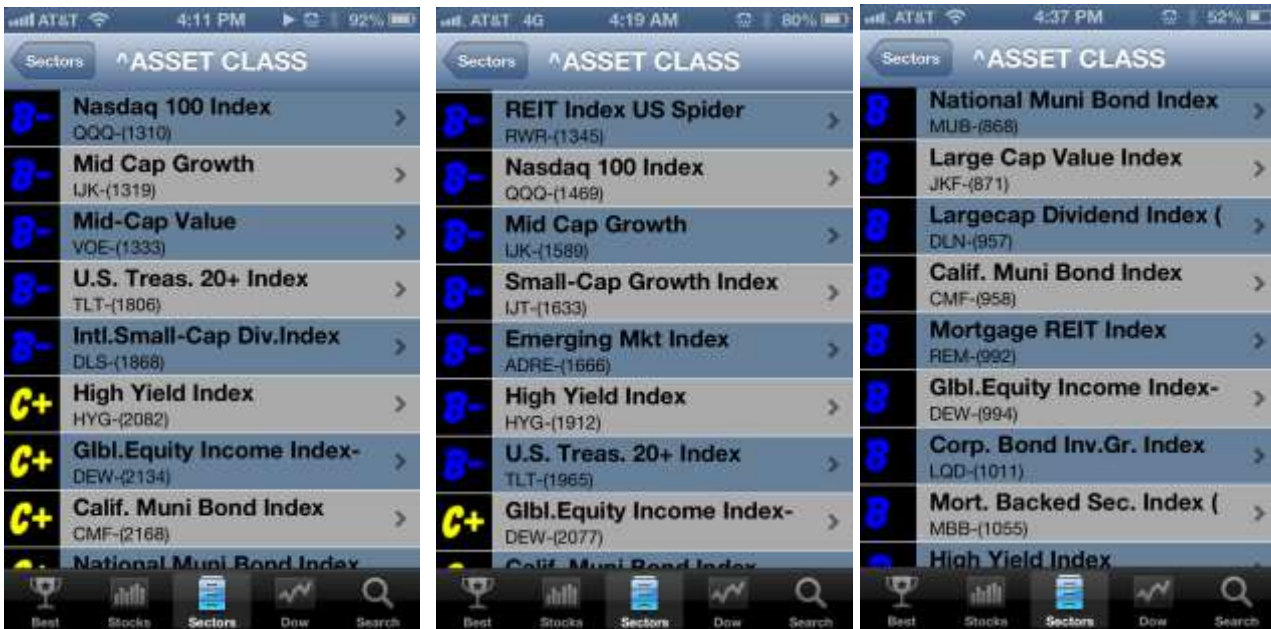 AT&T 4:11 PM 92%
Sectors ^ASSET CLASS
B- Nasdaq 100 Index
QQQ-(1310)
B- Mid Cap Growth
IJK-(1319)
B- Mid-Cap Value
VOE-(1333)
B- U.S. Treas. 20+ Index
TLT-(1806)
B- Intl.Small-Cap Div.Index
DLS-(1868)
C+ High Yield Index
HYG-(2082)
C+ Glbl.Equity Income Index-
DEW-(2134)
C+ Calif. Muni Bond Index
CMF-(2168)
National Muni Bond Index
Best Stocks Sectors Dow Search
AT&T 4G 4:19 AM 80%
Sectors ^ASSET CLASS
B- REIT Index US Spider
RWR-(1345)
B- Nasdaq 100 Index
QQQ-(1469)
B- Mid Cap Growth
IJK-(1589)
B- Small-Cap Growth Index
IJT-(1633)
B- Emerging Mkt Index
ADRE-(1666)
B- High Yield Index
HYG-(1912)
B- U.S. Treas. 20+ Index
TLT-(1965)
C+ Glbl.Equity Income Index-
DEW-(2077)
Calif. Muni Bond Index
Best Stocks Sectors Dow Search
AT&T 4:37 PM 52%
Sectors ^ASSET CLASS
B National Muni Bond Index
MUB-(868)
B Large Cap Value Index
JKF-(871)
B Largecap Dividend Index (
DLN-(957)
B Calif. Muni Bond Index
CMF-(958)
B Mortgage REIT Index
REM-(992)
B Glbl.Equity Income Index-
DEW-(994)
B Corp. Bond Inv.Gr. Index
LQD-(1011)
B Mort. Backed Sec. Index (
MBB-(1055)
High Yield Index
Best Stocks Sectors Dow Search